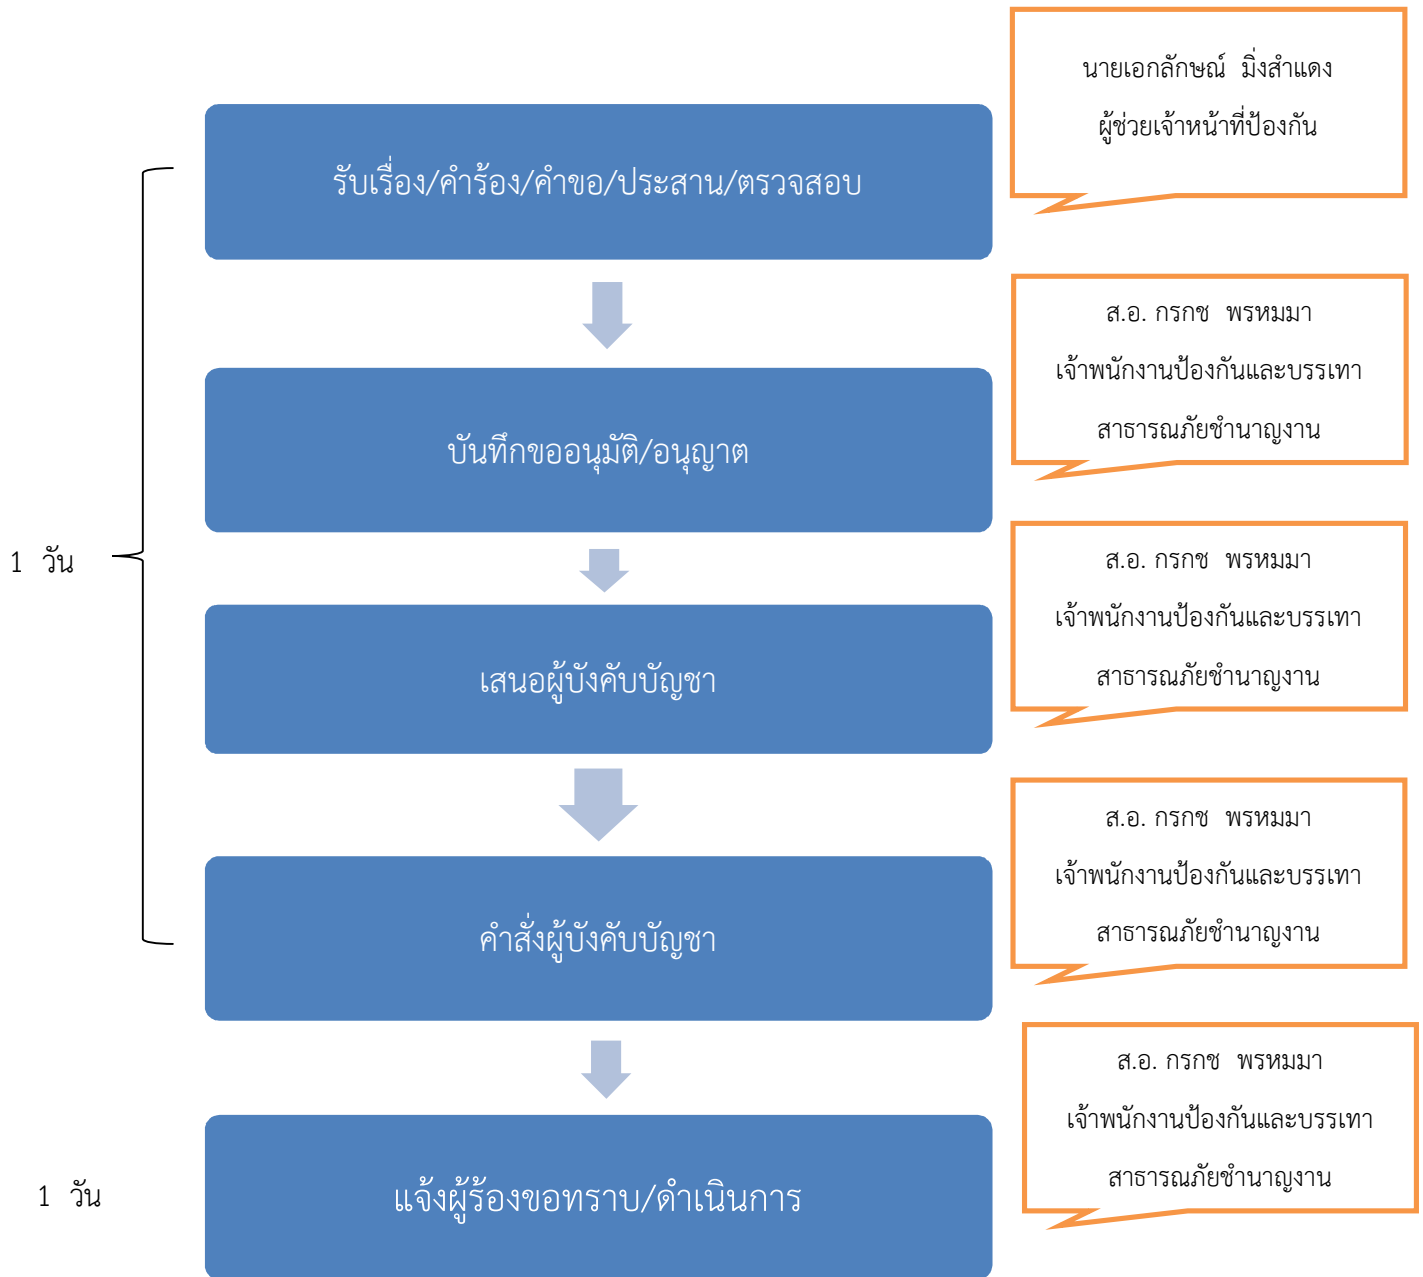 นายเอกลักษณ์ มิ่งสำแดง
ผู้ช่วยเจ้าหน้าที่ป้องกัน
รับเรื่อง/คำร้อง/คำขอ/ประสาน/ตรวจสอบ
ส.อ. กรกช พรหมมา
เจ้าพนักงานป้องกันและบรรเทา
สาธารณภัยชำนาญงาน
บันทึกขออนุมัติ/อนุญาต
1 วัน
ส.อ. กรกช พรหมมา
เจ้าพนักงานป้องกันและบรรเทา
สาธารณภัยชำนาญงาน
เสนอผู้บังคับบัญชา
ส.อ. กรกช พรหมมา
เจ้าพนักงานป้องกันและบรรเทา
สาธารณภัยชำนาญงาน
คำสั่งผู้บังคับบัญชา
ส.อ. กรกช พรหมมา
เจ้าพนักงานป้องกันและบรรเทา
สาธารณภัยชำนาญงาน
1 วัน
แจ้งผู้ร้องขอทราบ/ดำเนินการ